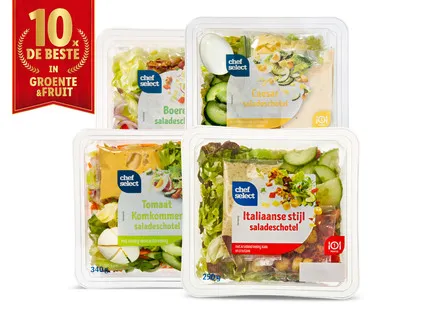 10x
DE BESTE
IN
GROENTE
&FRUIT
chef
select
Boere
saladeschotel
chef
select
Caesar
saladeschotel
chef
select
Tomaat
Komkommer
saladeschotel
340g
chef
select
Italiaanse stijl
saladeschotel
250g